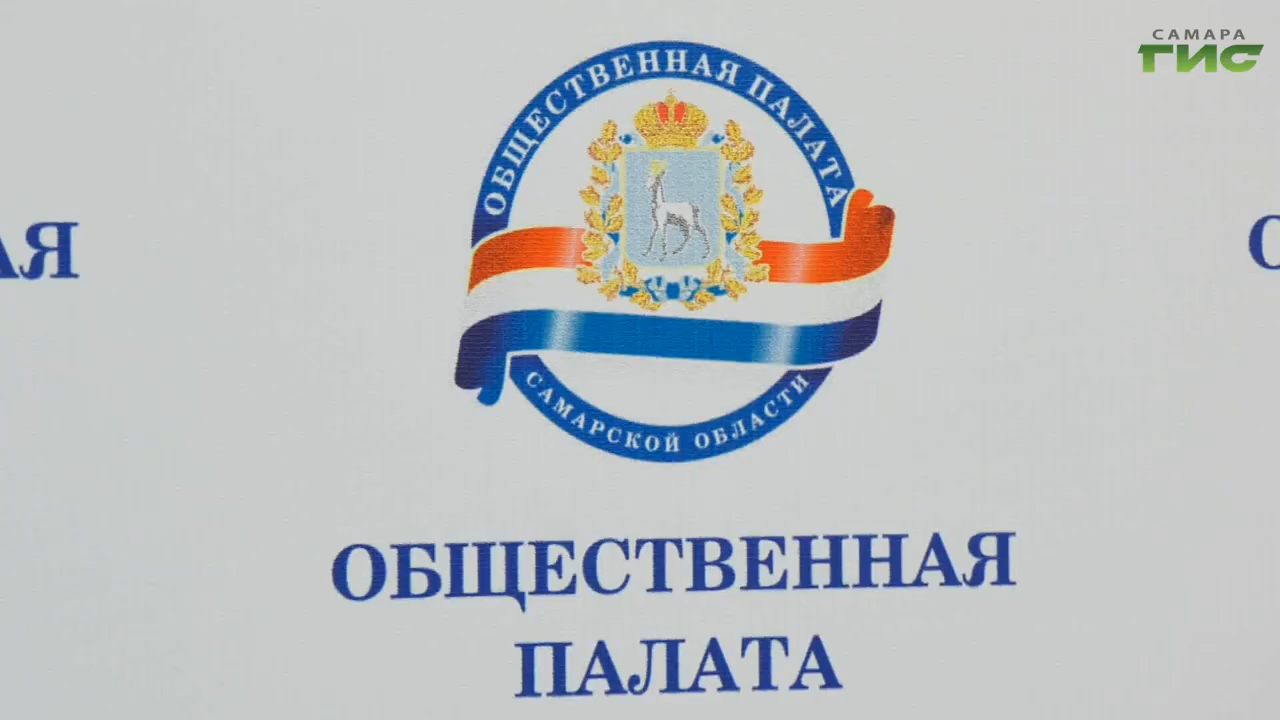 САМАРА
ГИС
ОБЩЕСТВЕННАЯ ПАЛАТА
САМАРСКОЙ ОБЛАСТИ
ОБЩЕСТВЕННАЯ
ПАЛАТА